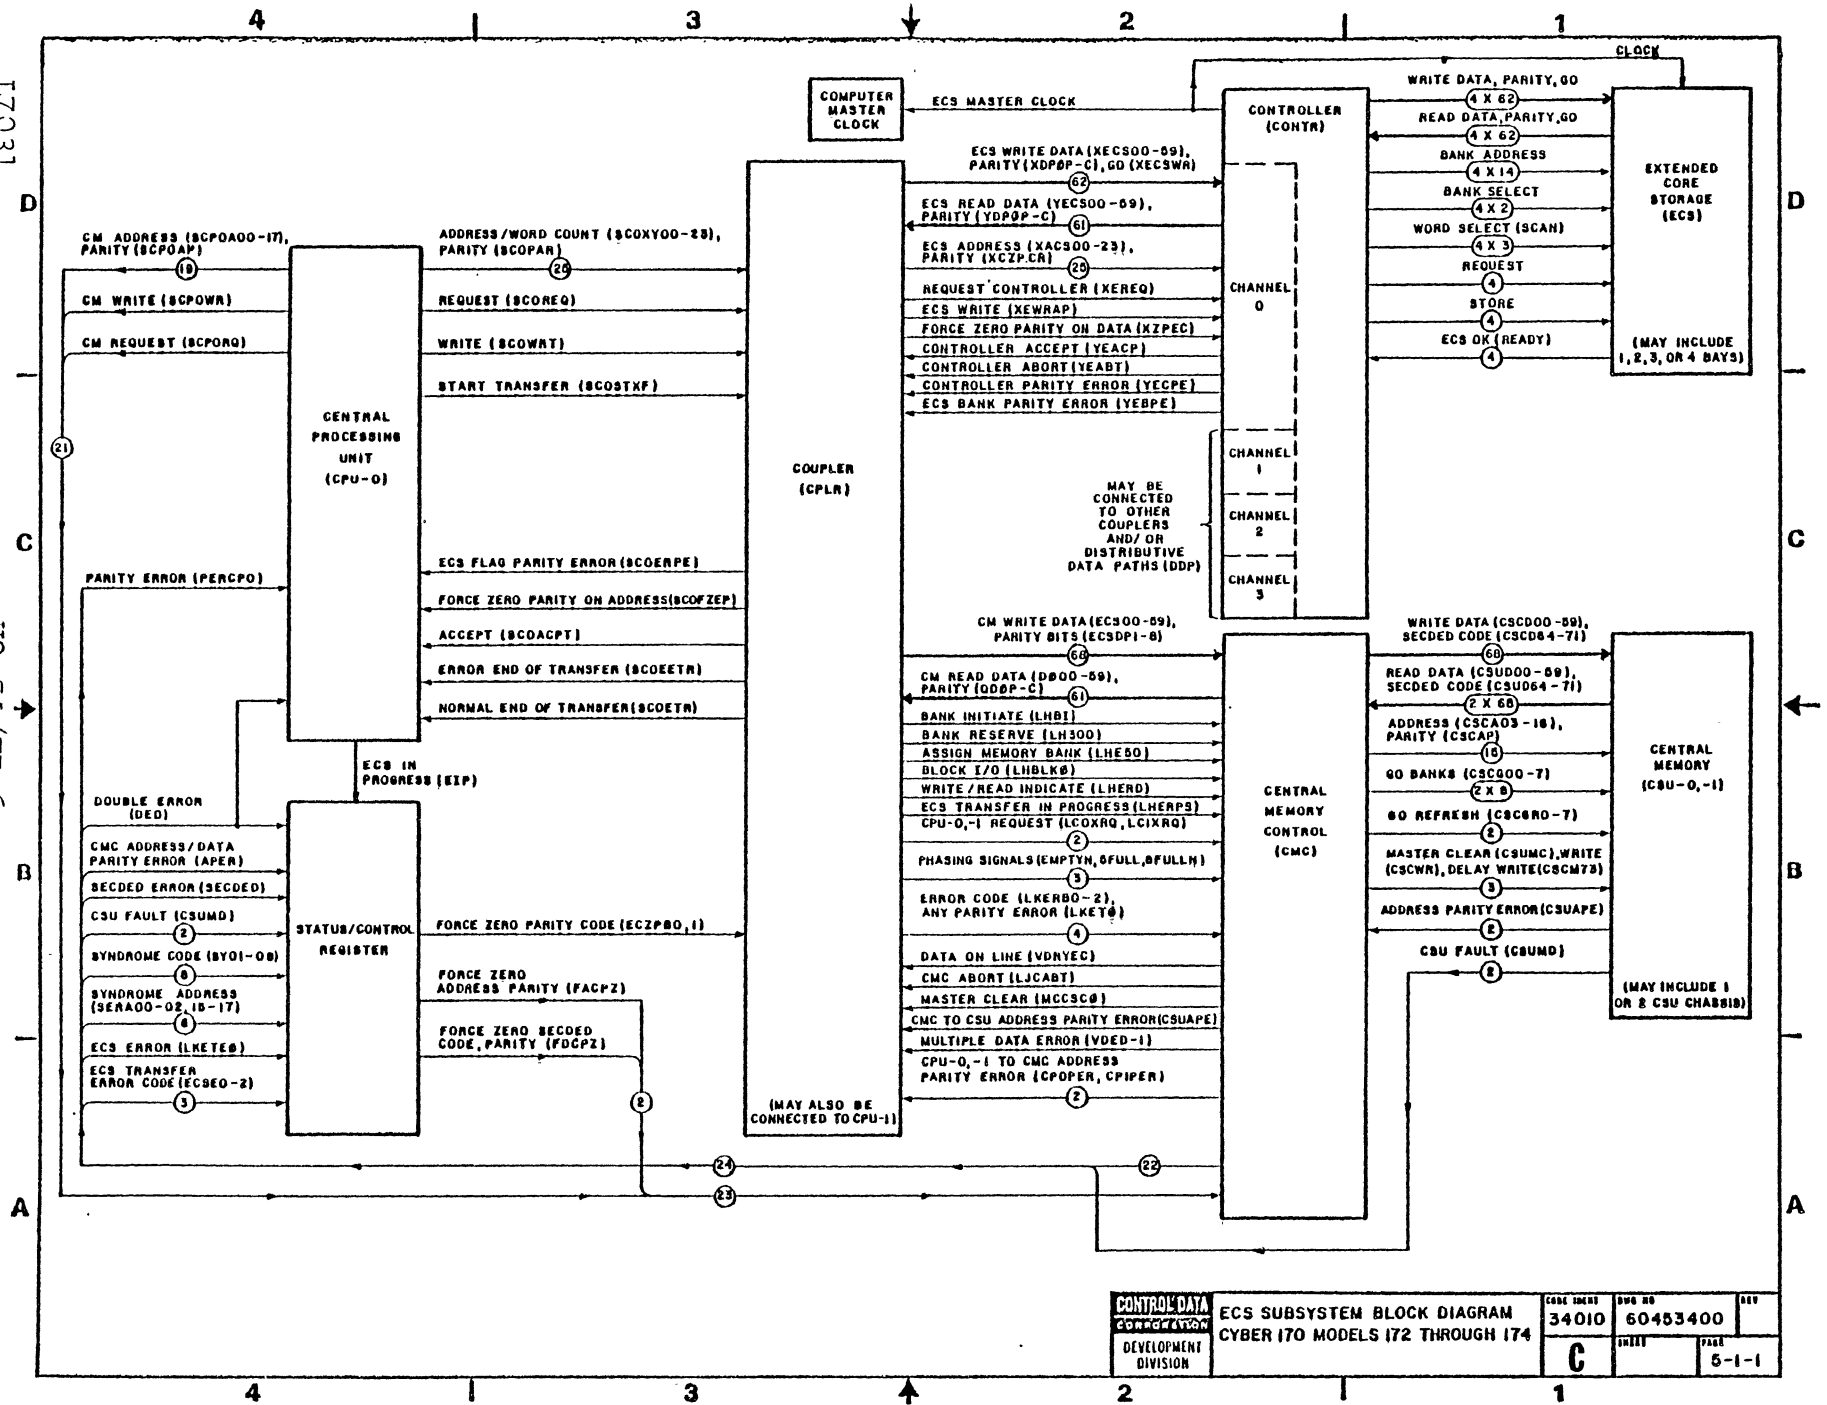 4
3
2
1
CLOCK
COMPUTER
MASTER
CLOCK
ECS MASTER CLOCK
CONTROLLER
(CONTR)
WRITE DATA, PARITY, GO
4 X 62
READ DATA, PARITY, GO
4 X 62
BANK ADDRESS
4 X 14
BANK SELECT
4 X 2
WORD SELECT (SCAN)
4 X 3
REQUEST
4
STORE
4
ECS OK (READY)
4
EXTENDED
CORE
STORAGE
(ECS)
(MAY INCLUDE
1,2,3, OR 4 BAYS)
D
D
ECS WRITE DATA (XECS00-59),
PARITY (XDP0P-C), GO (XECSWR)
62
ECS READ DATA (YECS00-59),
PARITY (YDP0P-C)
61
ECS ADDRESS (XACS00-23),
PARITY (XCZP,CR)
25
REQUEST CONTROLLER (XEREQ)
ECS WRITE (XEWRAP)
FORCE ZERO PARITY ON DATA (XZPEC)
CONTROLLER ACCEPT (YEACP)
CONTROLLER ABORT (YEABT)
CONTROLLER PARITY ERROR (YECPE)
ECS BANK PARITY ERROR (YEBPE)
CHANNEL
0
CHANNEL
1
CHANNEL
2
CHANNEL
3
MAY BE
CONNECTED
TO OTHER
COUPLERS
AND/OR
DISTRIBUTIVE
DATA PATHS (DDP)
CM ADDRESS (SCPOA00-17),
PARITY (SCPOAP)
19
CM WRITE (SCPOWR)
CM REQUEST (SCPORQ)
21
ADDRESS/WORD COUNT (SCOXY00-23),
PARITY (SCOPAR)
25
REQUEST (SCOREQ)
WRITE (SCOWRT)
START TRANSFER (SCOSTXF)
CENTRAL
PROCESSING
UNIT
(CPU-0)
COUPLER
(CPLR)
C
C
ECS FLAG PARITY ERROR (SCOERPE)
FORCE ZERO PARITY ON ADDRESS(SCOFZEP)
ACCEPT (SCOACPT)
ERROR END OF TRANSFER (SCOEETR)
NORMAL END OF TRANSFER(SCOETR)
PARITY ERROR (PERCPO)
ECS IN
PROGRESS (EIP)
CM WRITE DATA(ECS00-59),
PARITY BITS (ECSDP1-8)
68
CM READ DATA (DØ00-59),
PARITY (QD0P-C)
61
BANK INITIATE (LHBI)
BANK RESERVE (LH300)
ASSIGN MEMORY BANK (LHE50)
BLOCK I/O (LHBLKØ)
WRITE/READ INDICATE (LHERD)
ECS TRANSFER IN PROGRESS(LHERPS)
CPU-0,-1 REQUEST (LCOXRQ, LCIXRQ)
2
PHASING SIGNALS(EMPTYN,BFULL,BFULLN)
3
ERROR CODE (LKERB0-2),
ANY PARITY ERROR (LKETØ)
4
DATA ON LINE (VDNYEC)
CMC ABORT (LJCABT)
MASTER CLEAR (MCCSCØ)
CMC TO CSU ADDRESS PARITY ERROR(CSUAPE)
MULTIPLE DATA ERROR (VDED-1)
CPU-0,-1 TO CMC ADDRESS
PARITY ERROR (CPOPER, CPIPER)
2
WRITE DATA (CSCD00-59),
SECDED CODE (CSCD64-71)
68
READ DATA (CSUD00-59),
SECDED CODE (CSUD64-71)
2 X 68
ADDRESS (CSCA03-16),
PARITY (CSCAP)
15
GO BANKS (CSCG00-7)
2 X 8
GO REFRESH (CSCGRD-7)
2
MASTER CLEAR (CSUMC), WRITE
(CSCWR), DELAY WRITE(CSCM73)
3
ADDRESS PARITY ERROR(CSUAPE)
2
CSU FAULT (CSUMD)
2
CENTRAL
MEMORY
CONTROL
(CMC)
CENTRAL
MEMORY
(CSU-0,-1)
(MAY INCLUDE 1
OR 2 CSU CHASSIS)
B
B
DOUBLE ERROR
(DED)
CMC ADDRESS/DATA
PARITY ERROR (APER)
SECDED ERROR (SECDED)
CSU FAULT (CSUMD)
2
SYNDROME CODE (SY01-08)
8
SYNDROME ADDRESS
(SERA00-02,15-17)
6
ECS ERROR (LKETEØ)
ECS TRANSFER
ERROR CODE (ECSE0-2)
3
STATUS/CONTROL
REGISTER
FORCE ZERO PARITY CODE (ECZPB0,1)
FORCE ZERO
ADDRESS PARITY (FACPZ)
FORCE ZERO SECDED
CODE, PARITY (FDCPZ)
2
(MAY ALSO BE
CONNECTED TO CPU-1)
24
22
23
A
A
CONTROL DATA
CORPORATION
DEVELOPMENT
DIVISION
ECS SUBSYSTEM BLOCK DIAGRAM
CYBER 170 MODELS 172 THROUGH 174
CODE IDENT
34010
DWG NO
60453400
REV
C
SHEET
PAGE
5-1-1
4
3
2
1